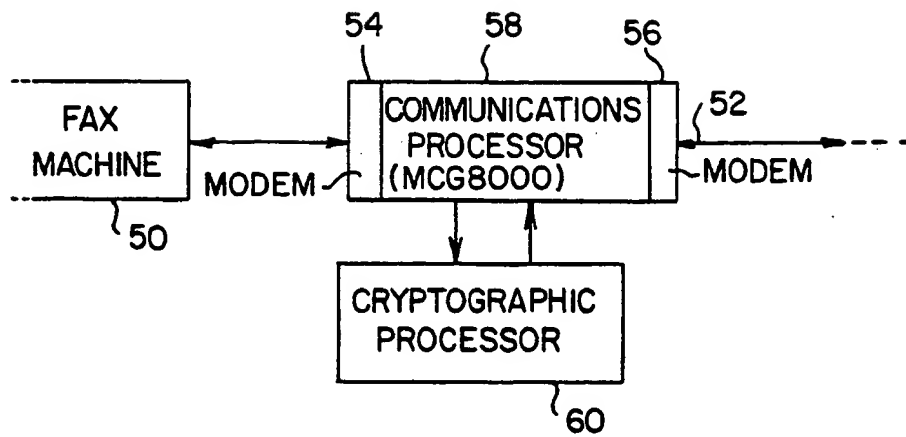 54
58
56
FAX
MACHINE
COMMUNICATIONS
PROCESSOR
(MCG8000)
52
MODEM
MODEM
50
CRYPTOGRAPHIC
PROCESSOR
60